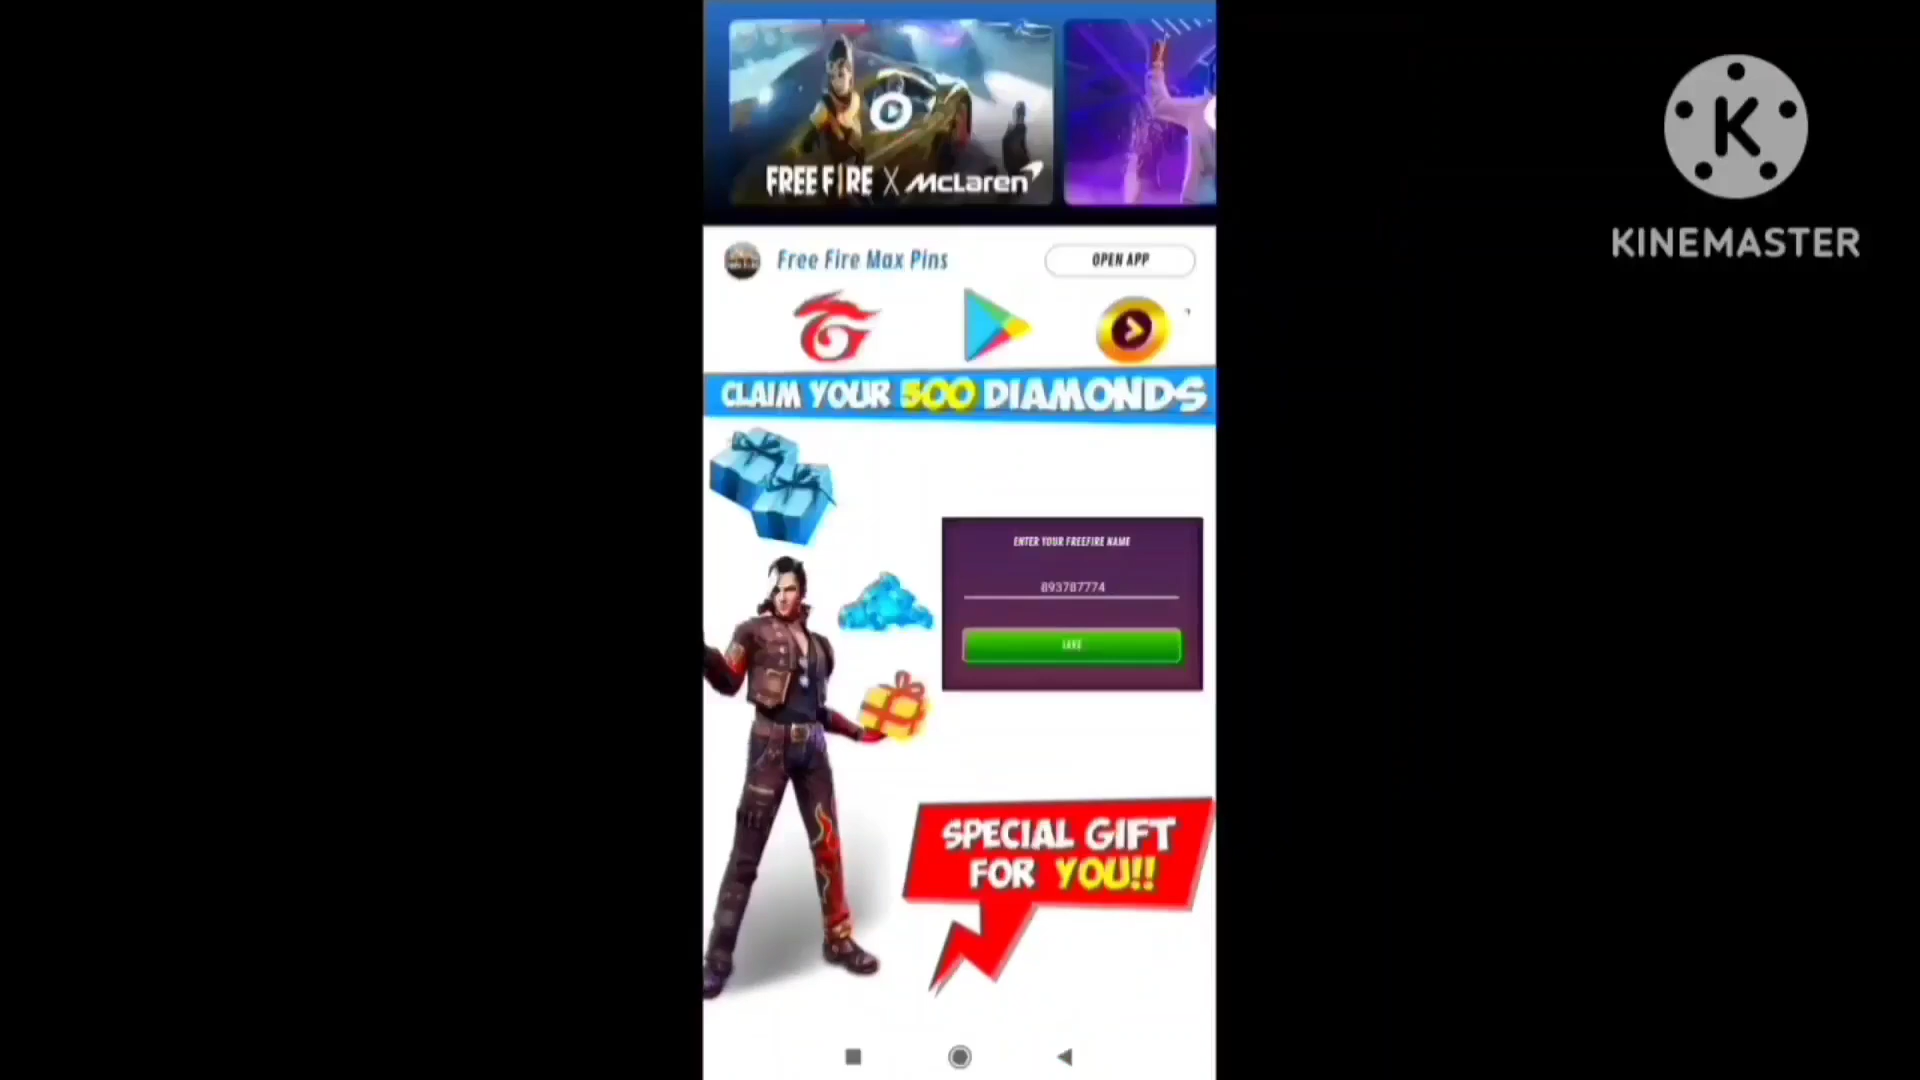 FREE FIRE X McLaren
K
KINEMASTER
Free Fire Max Pins
OPEN APP
CLAIM YOUR 500 DIAMONDS
ENTER YOUR FREEFIRE NAME
893787774
SPECIAL GIFT
FOR YOU!!